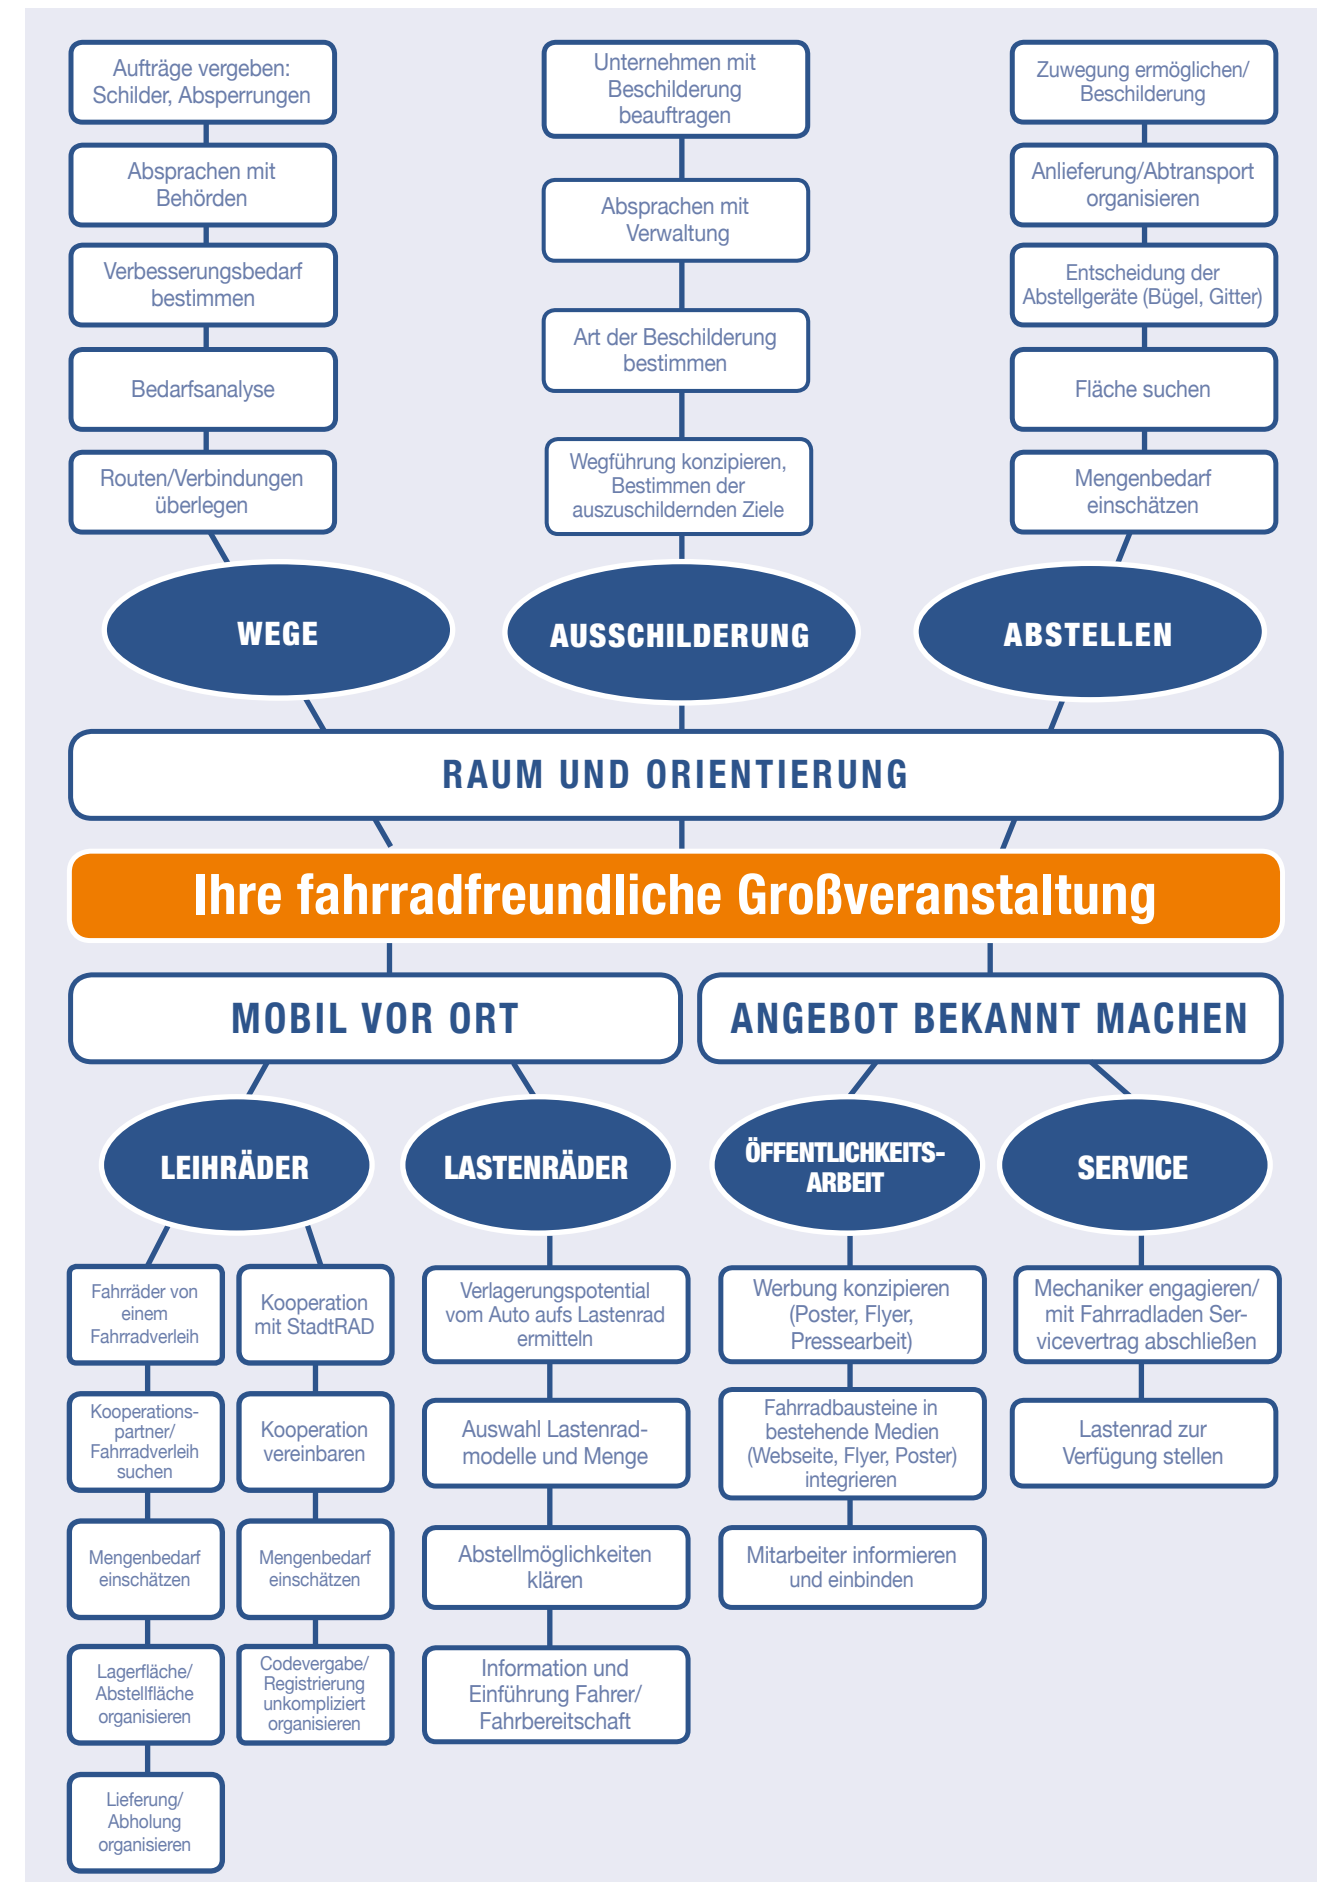 Aufträge vergeben:
Schilder, Absperrungen
Absprachen mit
Behörden
Verbesserungsbedarf
bestimmen
Bedarfsanalyse
Routen/Verbindungen
überlegen
WEGE
Unternehmen mit
Beschilderung
beauftragen
Absprachen mit
Verwaltung
Art der Beschilderung
bestimmen
Wegführung konzipieren,
Bestimmen der
auszuschildernden Ziele
AUSSCHILDERUNG
Zuwegung ermöglichen/
Beschilderung
Anlieferung/Abtransport
organisieren
Entscheidung der
Abstellgeräte (Bügel, Gitter)
Fläche suchen
Mengenbedarf
einschätzen
ABSTELLEN
RAUM UND ORIENTIERUNG
Ihre fahrradfreundliche Großveranstaltung
MOBIL VOR ORT
LEIHRÄDER
Fahrräder von
einem
Fahrradverleih
Kooperations-
partner/
Fahrradverleih
suchen
Mengenbedarf
einschätzen
Lagerfläche/
Abstellfläche
organisieren
Lieferung/
Abholung
organisieren
Kooperation
mit StadtRAD
Kooperation
vereinbaren
Mengenbedarf
einschätzen
Codevergabe/
Registrierung
unkompliziert
organisieren
LASTENRÄDER
Verlagerungspotential
vom Auto aufs Lastenrad
ermitteln
Auswahl Lastenrad-
modelle und Menge
Abstellmöglichkeiten
klären
Information und
Einführung Fahrer/
Fahrbereitschaft
ANGEBOT BEKANNT MACHEN
ÖFFENTLICHKEITS-
ARBEIT
Werbung konzipieren
(Poster, Flyer,
Pressearbeit)
Fahrradbausteine in
bestehende Medien
(Webseite, Flyer, Poster)
integrieren
Mitarbeiter informieren
und einbinden
SERVICE
Mechaniker engagieren/
mit Fahrradladen Ser-
vicevertrag abschließen
Lastenrad zur
Verfügung stellen